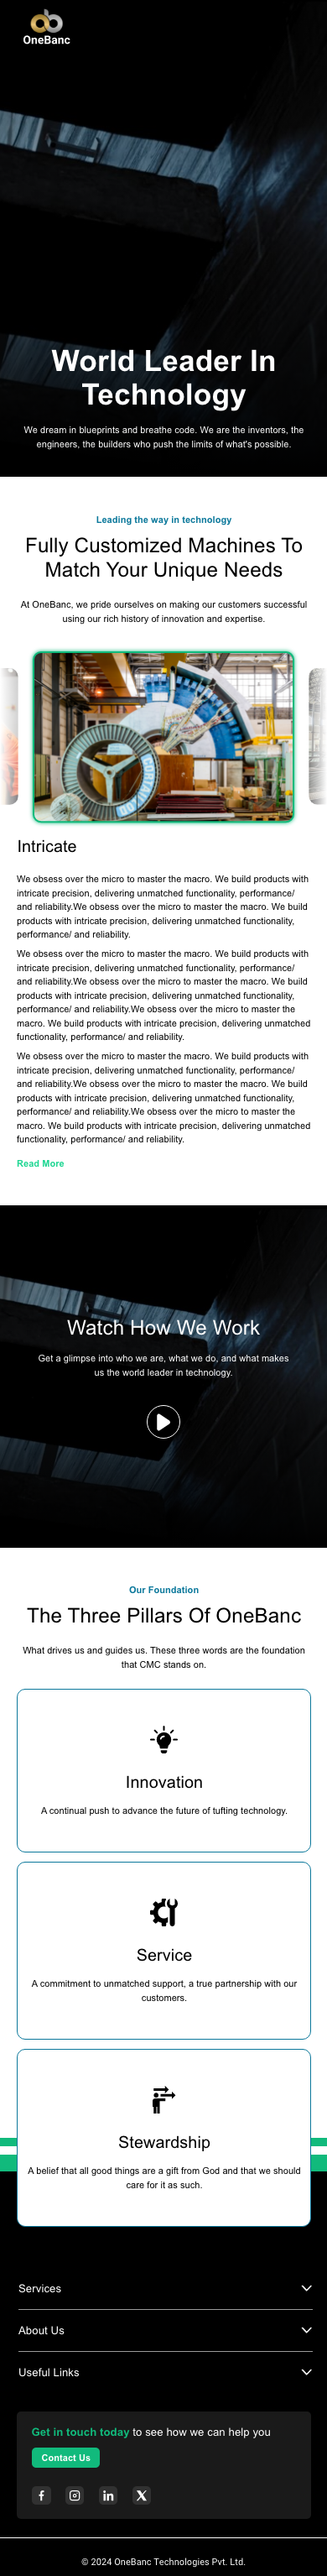 OneBanc
World Leader In
Technology
We dream in blueprints and breathe code. We are the inventors, the
engineers, the builders who push the limits of what's possible.
Leading the way in technology
Fully Customized Machines To
Match Your Unique Needs
At OneBanc, we pride ourselves on making our customers successful
using our rich history of innovation and expertise.
Intricate
We obsess over the micro to master the macro. We build products with
intricate precision, delivering unmatched functionality, performance/
and reliability.We obsess over the micro to master the macro. We build
products with intricate precision, delivering unmatched functionality,
performance/ and reliability.
We obsess over the micro to master the macro. We build products with
intricate precision, delivering unmatched functionality, performance/
and reliability.We obsess over the micro to master the macro. We build
products with intricate precision, delivering unmatched functionality,
performance/ and reliability.We obsess over the micro to master the
macro. We build products with intricate precision, delivering unmatched
functionality, performance/ and reliability.
We obsess over the micro to master the macro. We build products with
intricate precision, delivering unmatched functionality, performance/
and reliability.We obsess over the micro to master the macro. We build
products with intricate precision, delivering unmatched functionality,
performance/ and reliability.We obsess over the micro to master the
macro. We build products with intricate precision, delivering unmatched
functionality, performance/ and reliability.
Read More
Watch How We Work
Get a glimpse into who we are, what we do, and what makes
us the world leader in technology.
Our Foundation
The Three Pillars Of OneBanc
What drives us and guides us. These three words are the foundation
that CMC stands on.
Innovation
A continual push to advance the future of tufting technology.
Service
A commitment to unmatched support, a true partnership with our
customers.
Stewardship
A belief that all good things are a gift from God and that we should
care for it as such.
Services
About Us
Useful Links
Get in touch today to see how we can help you
Contact Us
© 2024 OneBanc Technologies Pvt. Ltd.